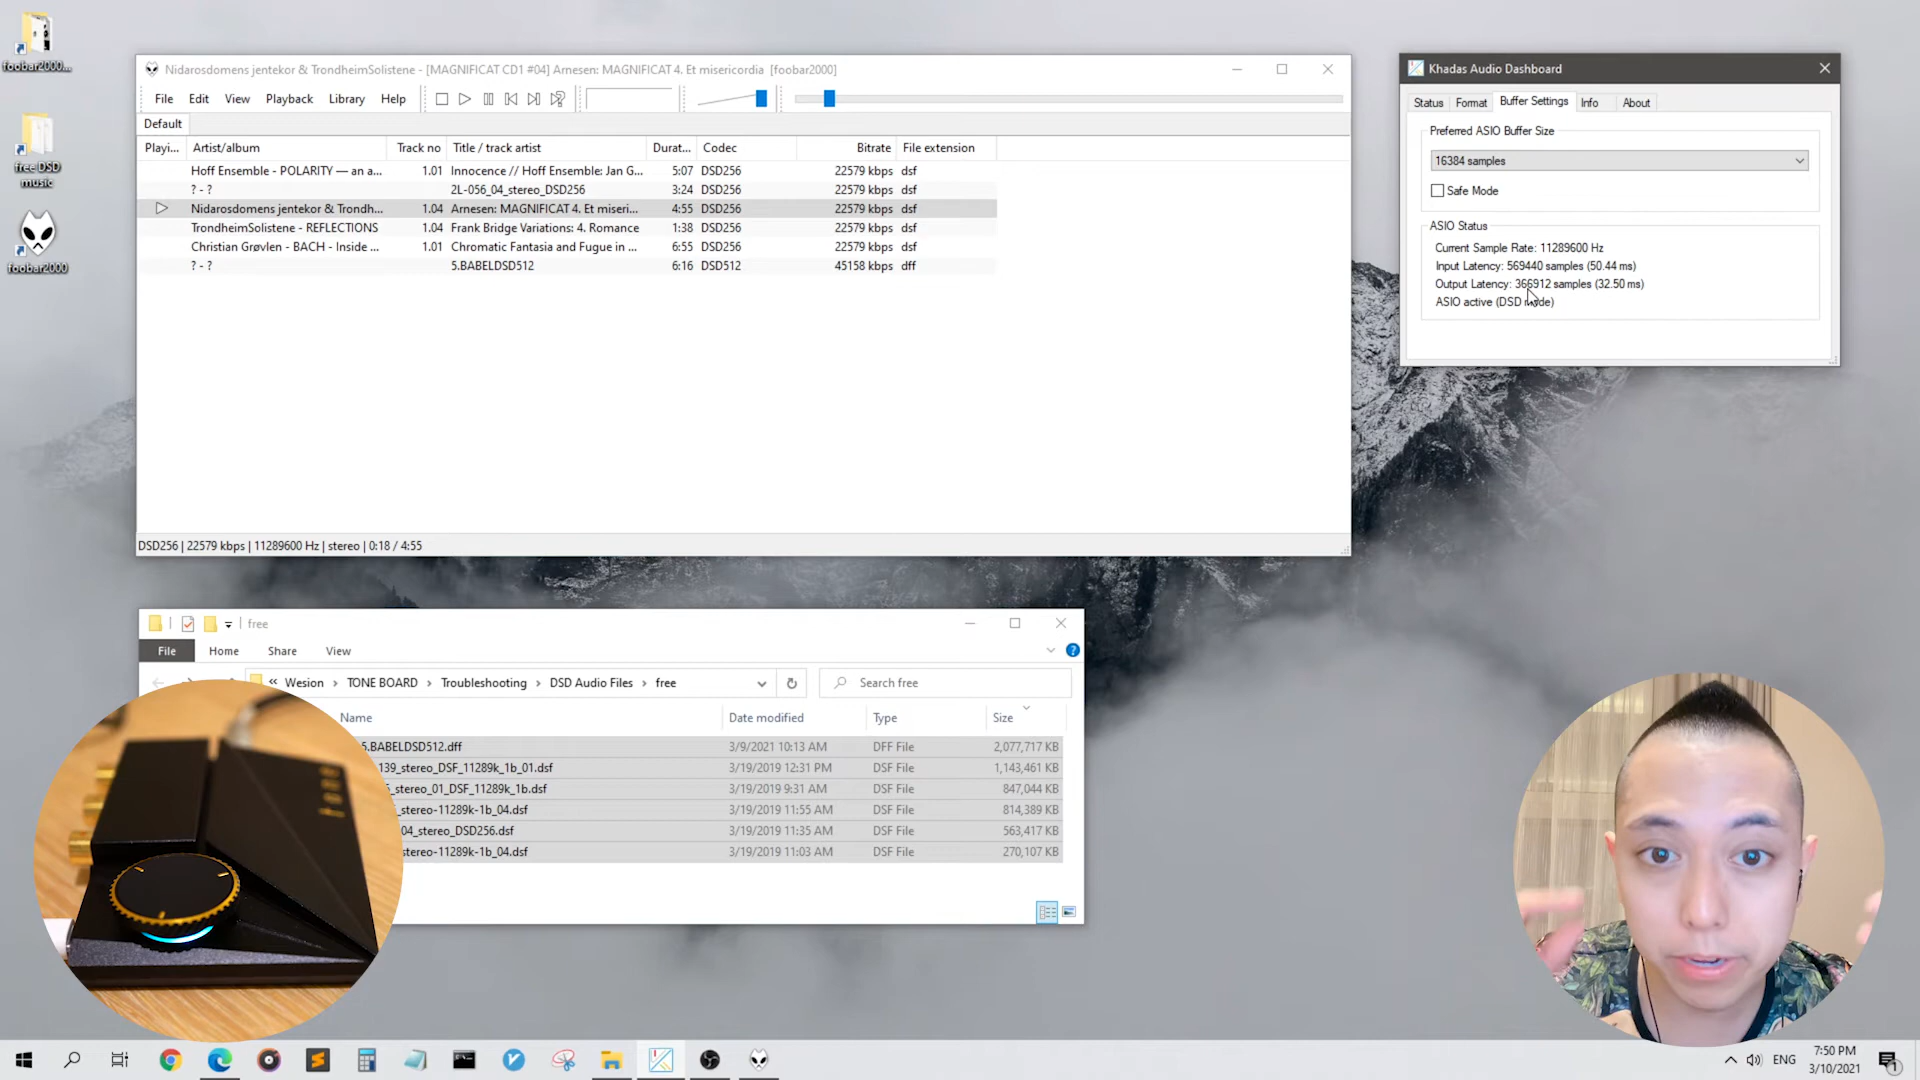 foobar2000...
free DSD
music
foobar2000
Nidarosdomens jentekor & TrondheimSolistene - [MAGNIFICAT CD1 #04] Arnesen: MAGNIFICAT 4. Et misericordia [foobar2000]
File Edit View Playback Library Help
Default
Playi... Artist/album Track no Title / track artist Durat... Codec Bitrate File extension
Hoff Ensemble - POLARITY — an a... 1.01 Innocence // Hoff Ensemble: Jan G... 5:07 DSD256 22579 kbps dsf
? - ? 2L-056_04_stereo_DSD256 3:24 DSD256 22579 kbps dsf
Nidarosdomens jentekor & Trondh... 1.04 Arnesen: MAGNIFICAT 4. Et miseri... 4:55 DSD256 22579 kbps dsf
TrondheimSolistene - REFLECTIONS 1.04 Frank Bridge Variations: 4. Romance 1:38 DSD256 22579 kbps dsf
Christian Grøvlen - BACH - Inside ... 1.01 Chromatic Fantasia and Fugue in ... 6:55 DSD256 22579 kbps dsf
? - ? 5.BABELDSD512 6:16 DSD512 45158 kbps dff
DSD256 | 22579 kbps | 11289600 Hz | stereo | 0:18 / 4:55
Khadas Audio Dashboard
Status Format Buffer Settings Info About
Preferred ASIO Buffer Size
16384 samples
Safe Mode
ASIO Status
Current Sample Rate: 11289600 Hz
Input Latency: 569440 samples (50.44 ms)
Output Latency: 366912 samples (32.50 ms)
ASIO active (DSD mode)
free
File Home Share View
« Wesion › TONE BOARD › Troubleshooting › DSD Audio Files › free Search free
Name Date modified Type Size
5.BABELDSD512.dff 3/9/2021 10:13 AM DFF File 2,077,717 KB
139_stereo_DSF_11289k_1b_01.dsf 3/19/2019 12:31 PM DSF File 1,143,461 KB
_stereo_01_DSF_11289k_1b.dsf 3/19/2019 9:31 AM DSF File 847,044 KB
_stereo-11289k-1b_04.dsf 3/19/2019 11:55 AM DSF File 814,389 KB
04_stereo_DSD256.dsf 3/19/2019 11:35 AM DSF File 563,417 KB
stereo-11289k-1b_04.dsf 3/19/2019 11:03 AM DSF File 270,107 KB
tone
ENG
7:50 PM
3/10/2021
1